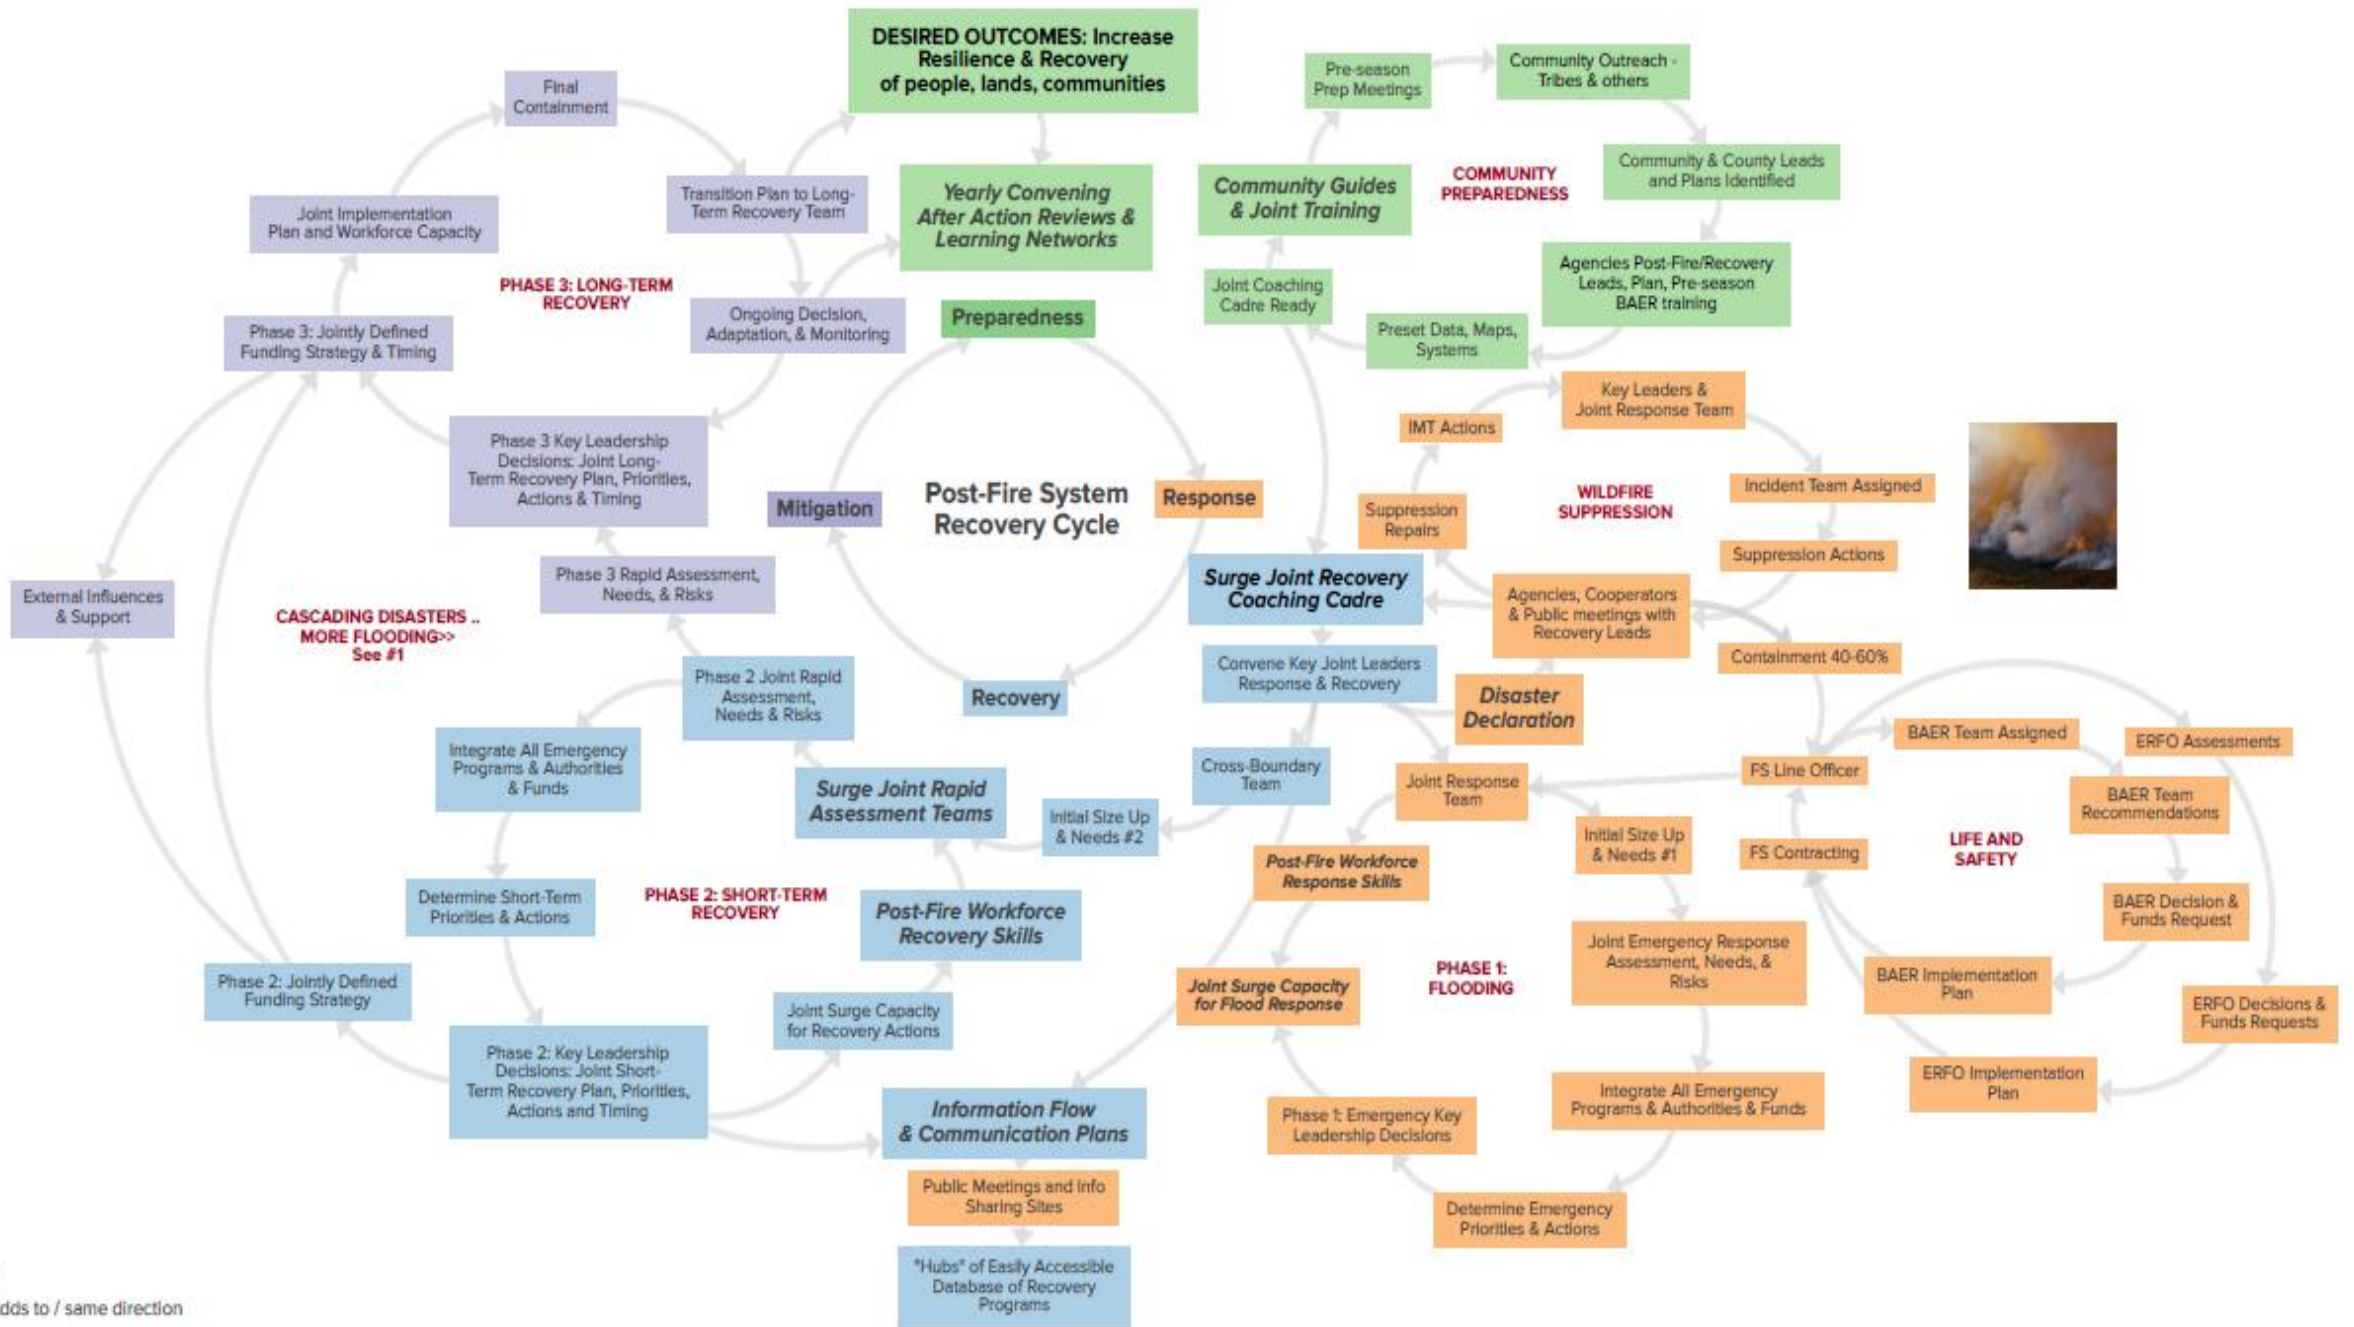 DESIRED OUTCOMES: Increase
Resilience & Recovery
of people, lands, communities
Yearly Convening
After Action Reviews &
Learning Networks
Final
Containment
Transition Plan to Long-
Term Recovery Team
Joint Implementation
Plan and Workforce Capacity
PHASE 3: LONG-TERM
RECOVERY
Phase 3: Jointly Defined
Funding Strategy & Timing
Ongoing Decision,
Adaptation, & Monitoring
Phase 3 Key Leadership
Decisions: Joint Long-
Term Recovery Plan, Priorities,
Actions & Timing
Phase 3 Rapid Assessment,
Needs, & Risks
External Influences
& Support
CASCADING DISASTERS ..
MORE FLOODING>>
See #1
Preparedness
Mitigation
Post-Fire System
Recovery Cycle
Response
Recovery
Pre-season
Prep Meetings
Community Outreach -
Tribes & others
Community Guides
& Joint Training
COMMUNITY
PREPAREDNESS
Community & County Leads
and Plans Identified
Joint Coaching
Cadre Ready
Agencies Post-Fire/Recovery
Leads, Plan, Pre-season
BAER training
Preset Data, Maps,
Systems
IMT Actions
Key Leaders &
Joint Response Team
Suppression
Repairs
WILDFIRE
SUPPRESSION
Incident Team Assigned
Suppression Actions
Surge Joint Recovery
Coaching Cadre
Agencies, Cooperators
& Public meetings with
Recovery Leads
Containment 40-60%
Convene Key Joint Leaders
Response & Recovery
Disaster
Declaration
Cross-Boundary
Team
Joint Response
Team
FS Line Officer
BAER Team Assigned
ERFO Assessments
BAER Team
Recommendations
FS Contracting
LIFE AND
SAFETY
Initial Size Up
& Needs #1
Post-Fire Workforce
Response Skills
BAER Decision &
Funds Request
Joint Emergency Response
Assessment, Needs, &
Risks
BAER Implementation
Plan
ERFO Decisions &
Funds Requests
Joint Surge Capacity
for Flood Response
PHASE 1:
FLOODING
ERFO Implementation
Plan
Integrate All Emergency
Programs & Authorities & Funds
Phase 1: Emergency Key
Leadership Decisions
Determine Emergency
Priorities & Actions
Phase 2 Joint Rapid
Assessment,
Needs & Risks
Integrate All Emergency
Programs & Authorities
& Funds
Surge Joint Rapid
Assessment Teams
Initial Size Up
& Needs #2
Determine Short-Term
Priorities & Actions
PHASE 2: SHORT-TERM
RECOVERY
Post-Fire Workforce
Recovery Skills
Phase 2: Jointly Defined
Funding Strategy
Joint Surge Capacity
for Recovery Actions
Phase 2: Key Leadership
Decisions: Joint Short-
Term Recovery Plan, Priorities,
Actions and Timing
Information Flow
& Communication Plans
Public Meetings and Info
Sharing Sites
"Hubs" of Easily Accessible
Database of Recovery
Programs
dds to / same direction